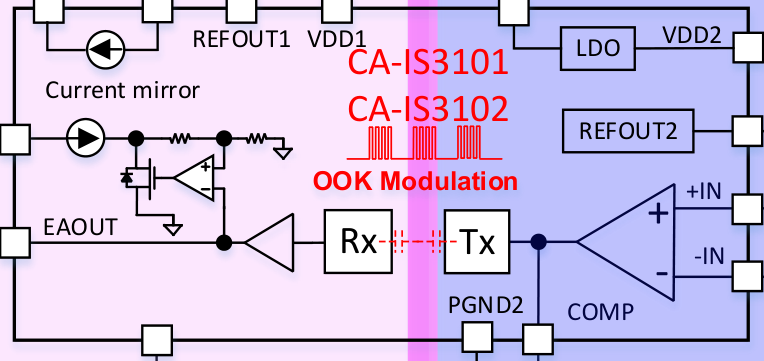 REFOUT1
VDD1
LDO
VDD2
CA-IS3101
Current mirror
CA-IS3102
REFOUT2
OOK Modulation
+IN
EAOUT
Rx
Tx
-IN
+
-
+
-
PGND2
COMP